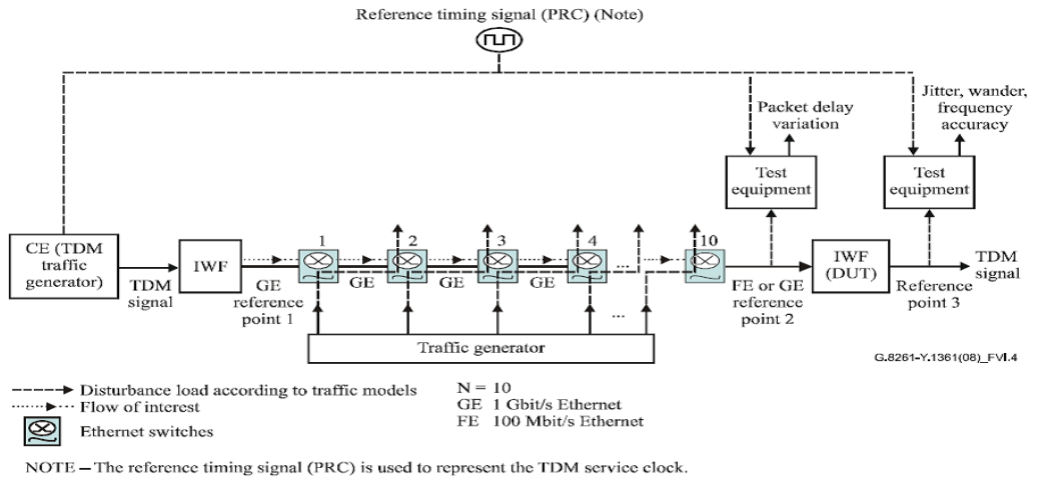 Reference timing signal (PRC) (Note)
Jitter, wander,
frequency
accuracy
Packet delay
variation
Test
equipment
Test
equipment
CE (TDM
traffic
generator)
TDM
signal
IWF
GE
reference
point 1
1
GE
2
GE
3
GE
4
...
10
FE or GE
reference
point 2
IWF
(DUT)
Reference
point 3
TDM
signal
...
Traffic generator
G.8261-Y.1361(08)_FVI.4
Disturbance load according to traffic models
Flow of interest
Ethernet switches
N = 10
GE 1 Gbit/s Ethernet
FE 100 Mbit/s Ethernet
NOTE – The reference timing signal (PRC) is used to represent the TDM service clock.